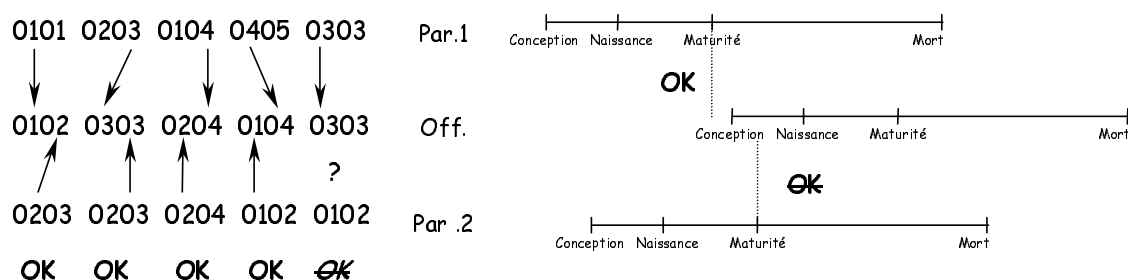 0101 0203 0104 0405 0303 Par.1
Conception Naissance Maturité Mort
OK
0102 0303 0204 0104 0303 Off.
Conception Naissance Maturité Mort
?
OK
0203 0203 0204 0102 0102 Par .2
Conception Naissance Maturité Mort
OK OK OK OK OK